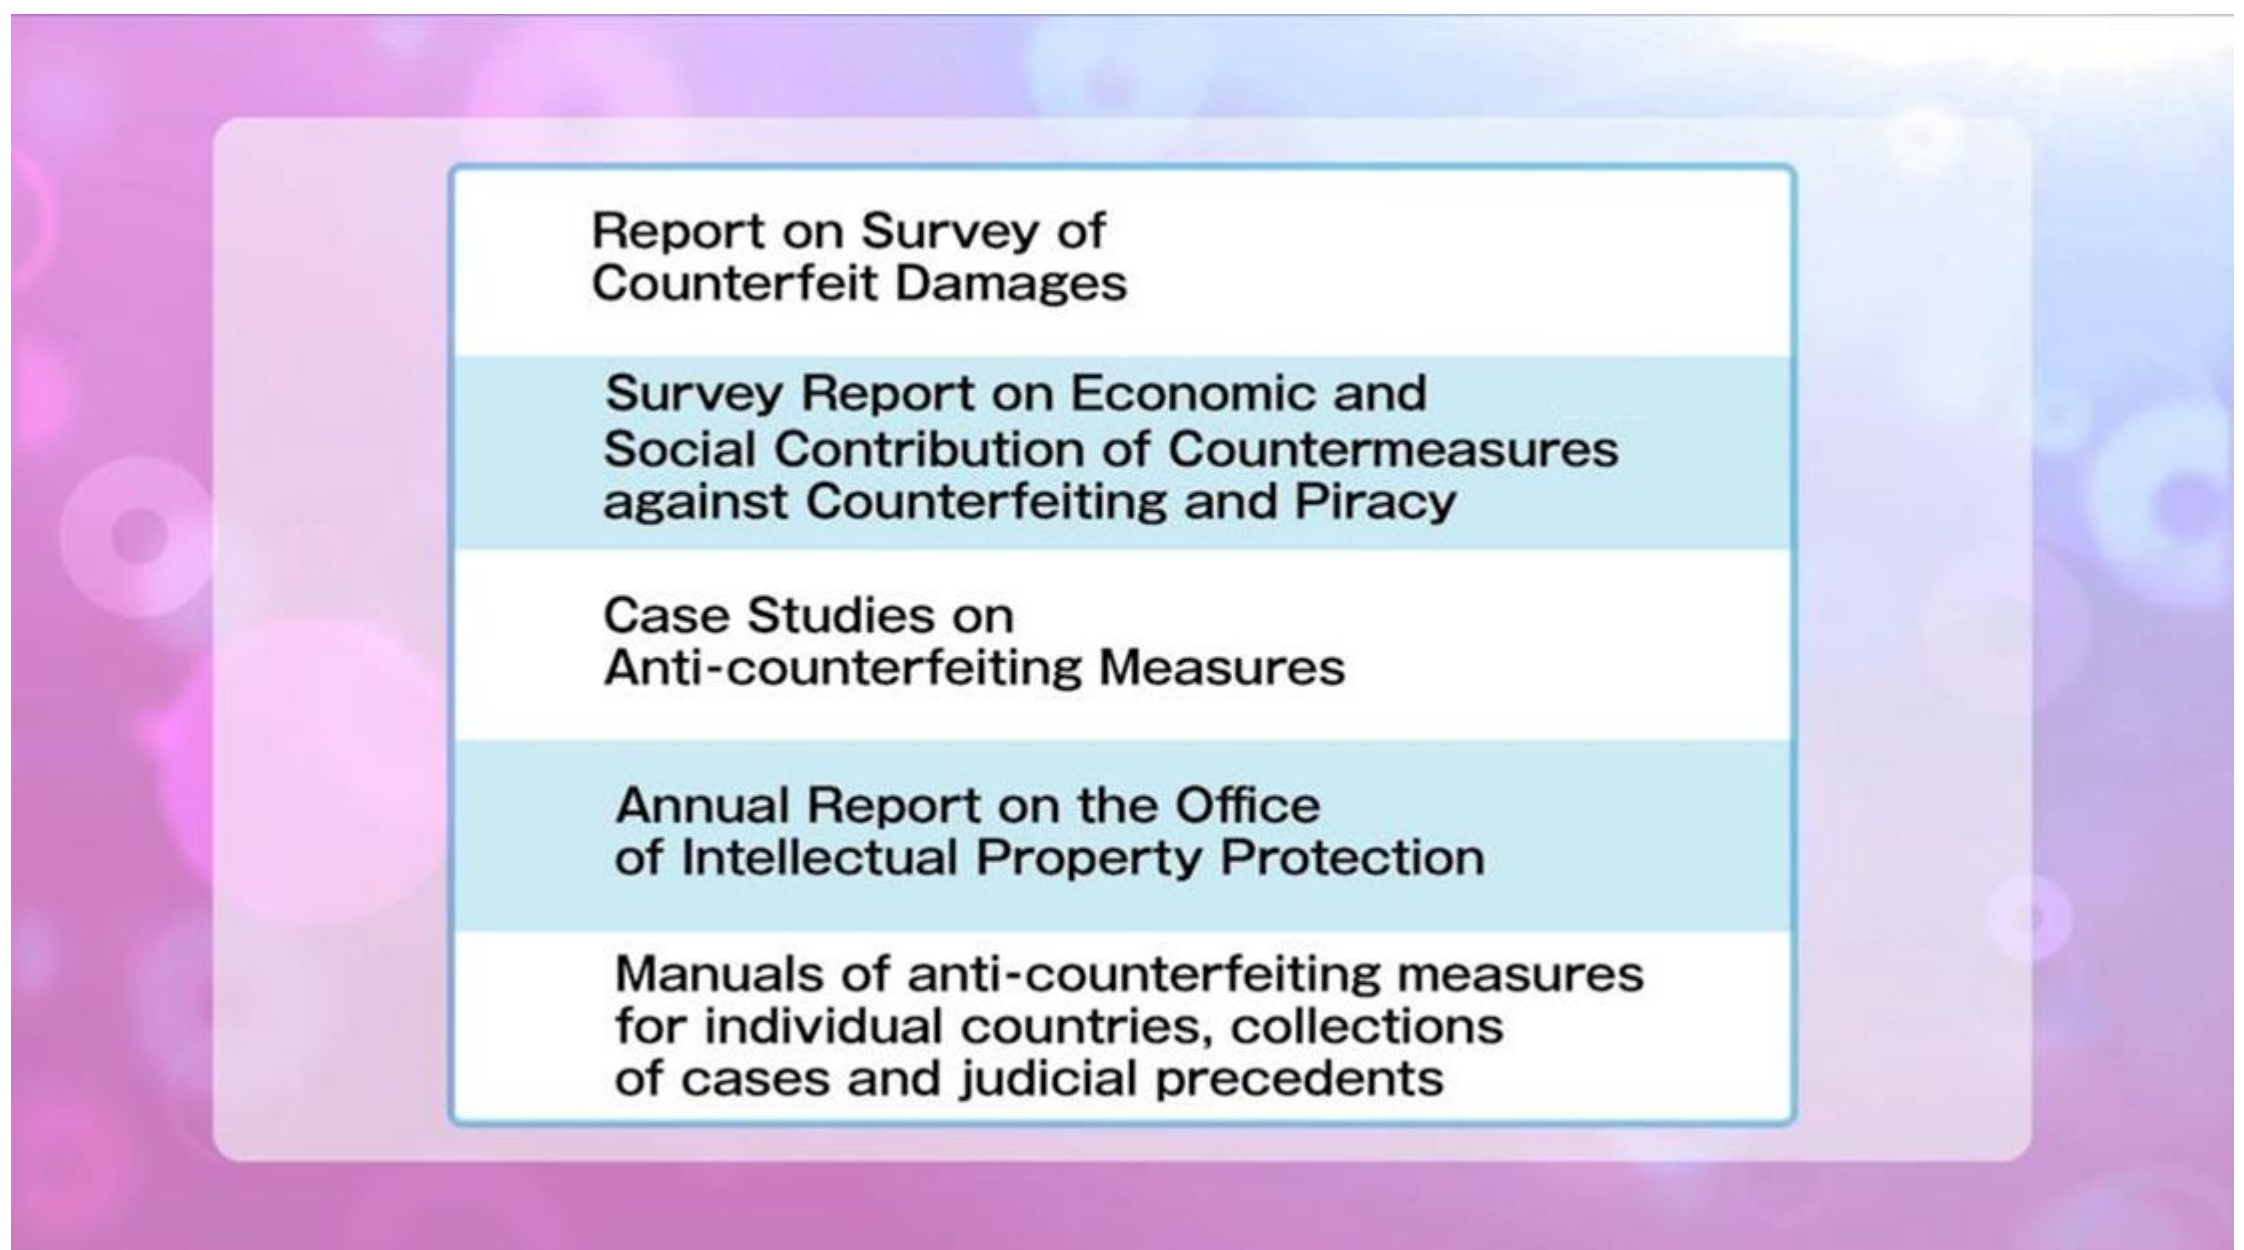 Report on Survey of
Counterfeit Damages
Survey Report on Economic and
Social Contribution of Countermeasures
against Counterfeiting and Piracy
Case Studies on
Anti-counterfeiting Measures
Annual Report on the Office
of Intellectual Property Protection
Manuals of anti-counterfeiting measures
for individual countries, collections
of cases and judicial precedents